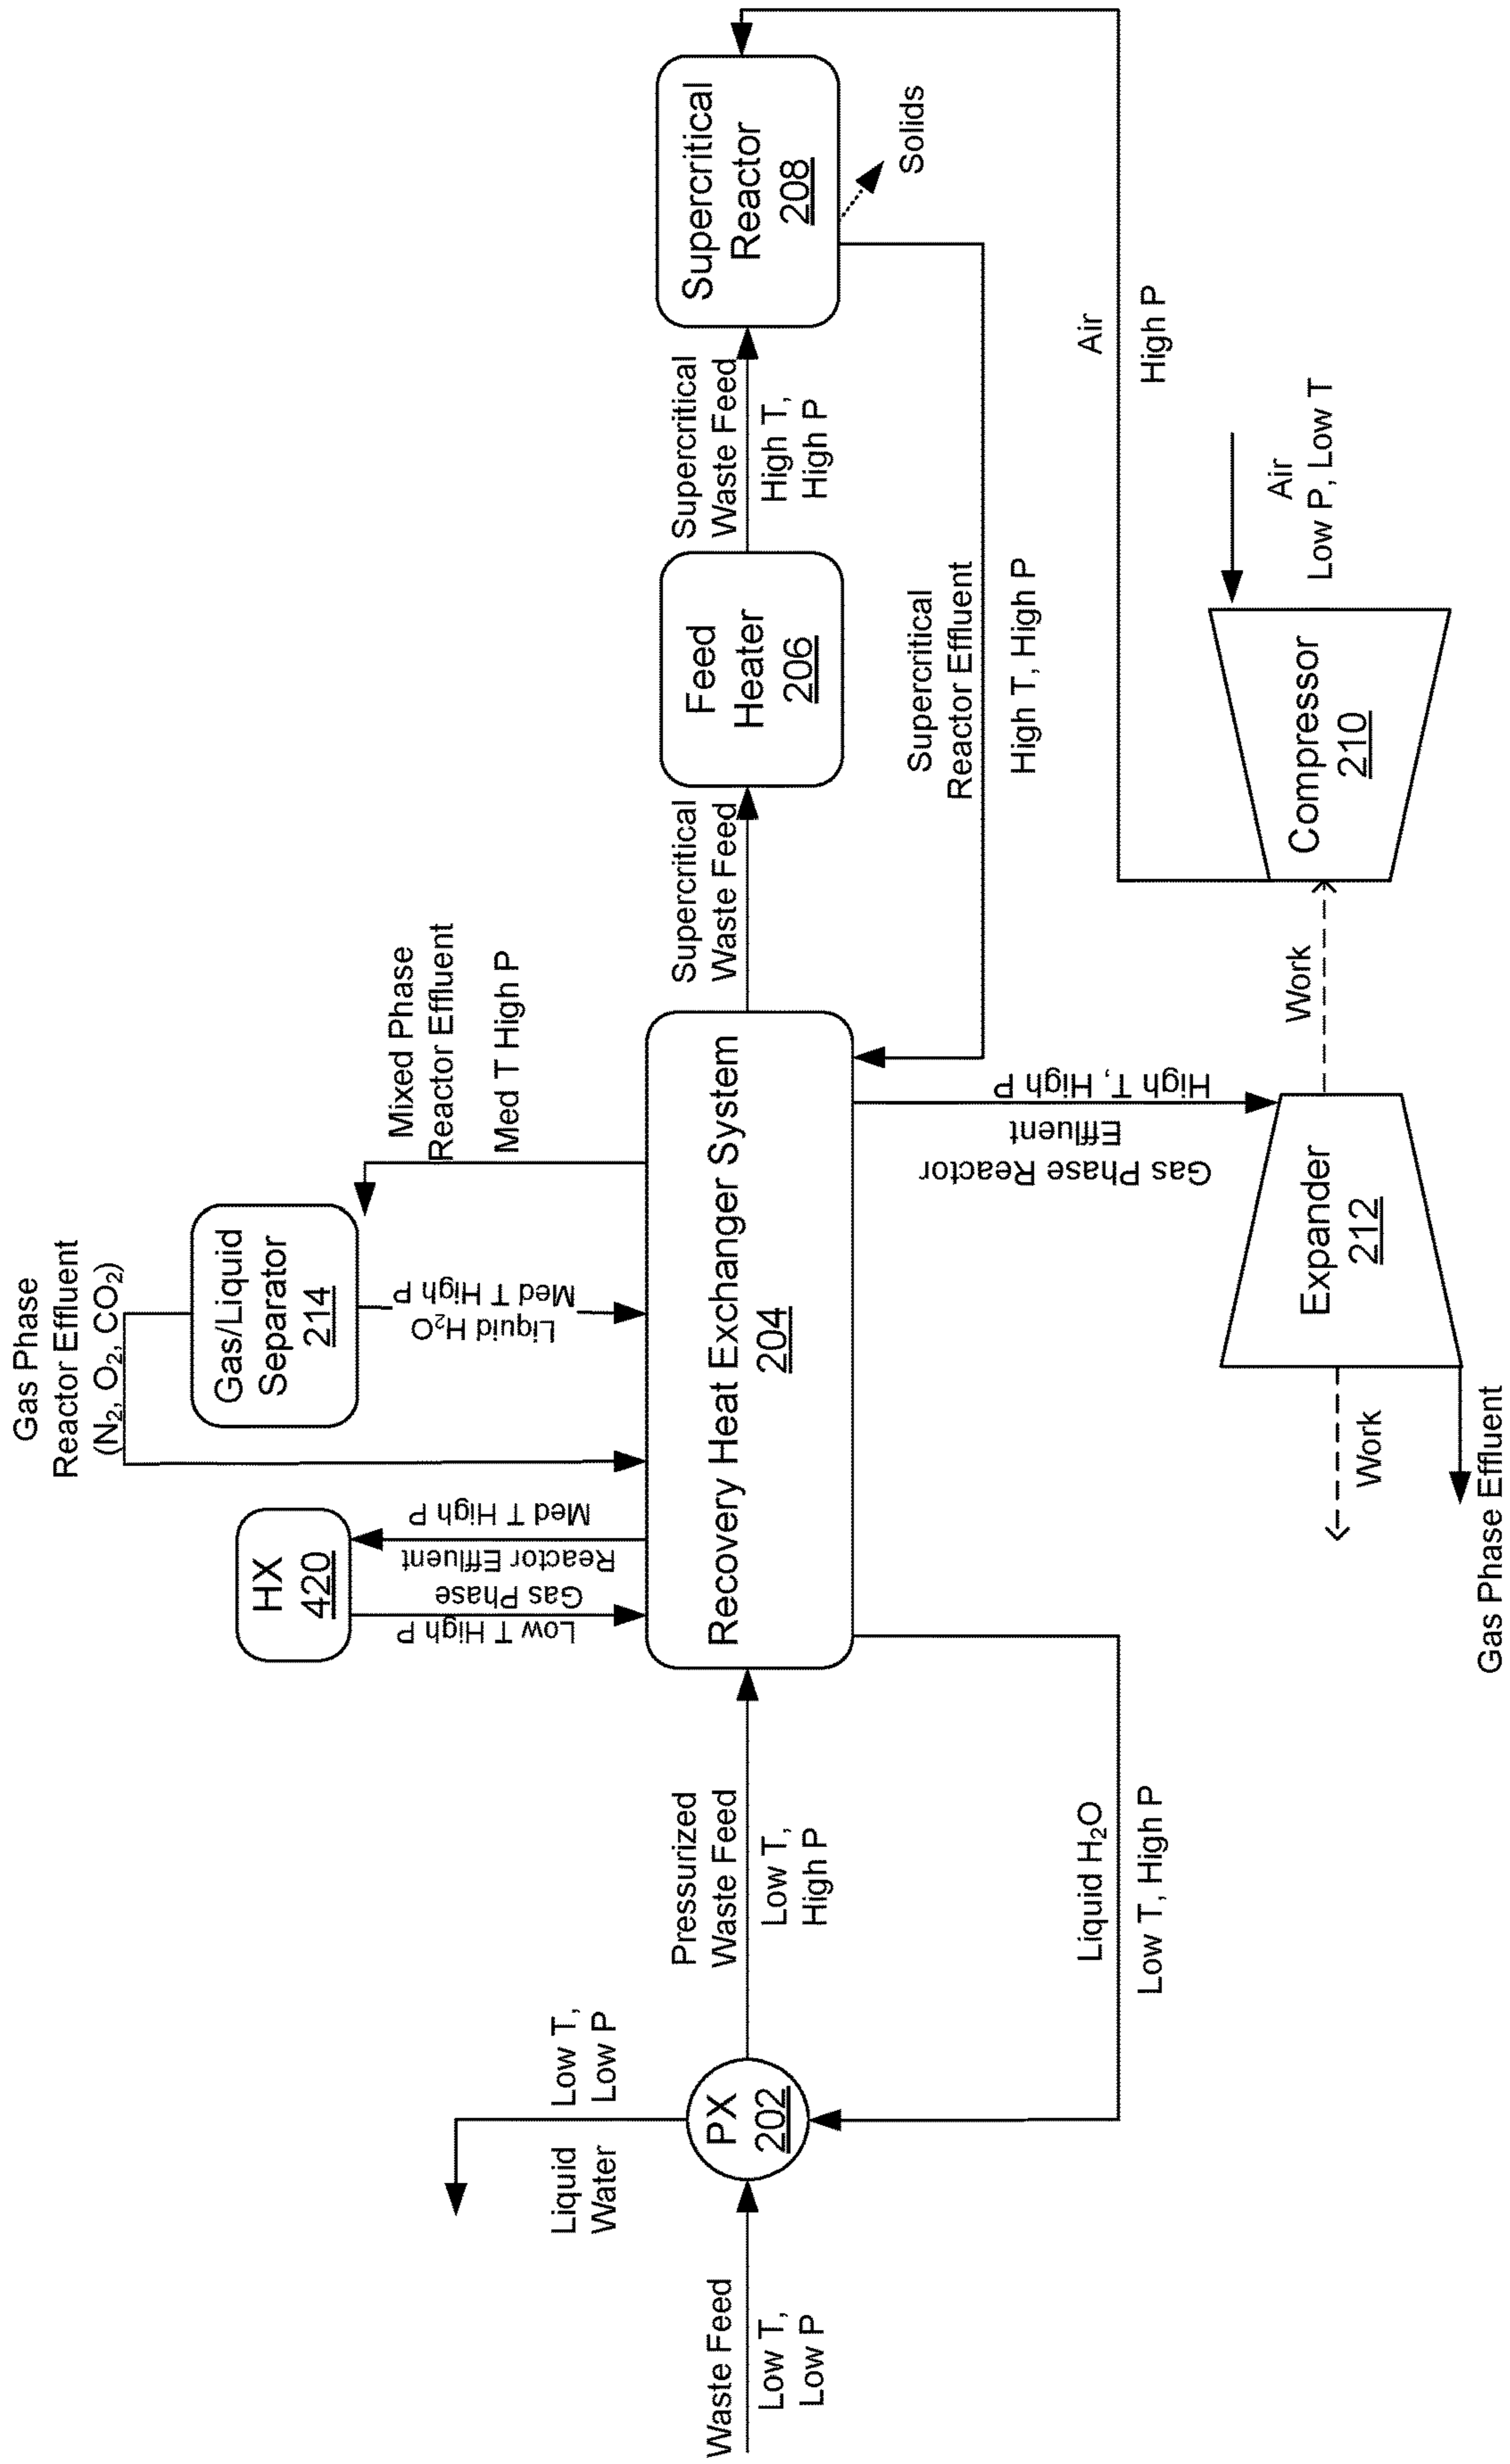 Gas Phase
Reactor Effluent
(N2, O2, CO2)
Gas/Liquid
Separator
214
Mixed Phase
Reactor Effluent
Med T High P
Liquid H2O
Med T High P
HX
420
Med T High P
Reactor Effluent
Gas Phase
Low T High P
Waste Feed
Low T,
Low P
PX
202
Liquid
Water
Low T,
Low P
Pressurized
Waste Feed
Low T,
High P
Recovery Heat Exchanger System
204
Supercritical
Waste Feed
Feed
Heater
206
Supercritical
Waste Feed
High T,
High P
Supercritical
Reactor
208
Solids
Supercritical
Reactor Effluent
High T, High P
Liquid H2O
Low T, High P
Gas Phase Reactor
Effluent
High T, High P
Air
High P
Work
Expander
212
Work
Compressor
210
Air
Low P, Low T
Gas Phase Effluent